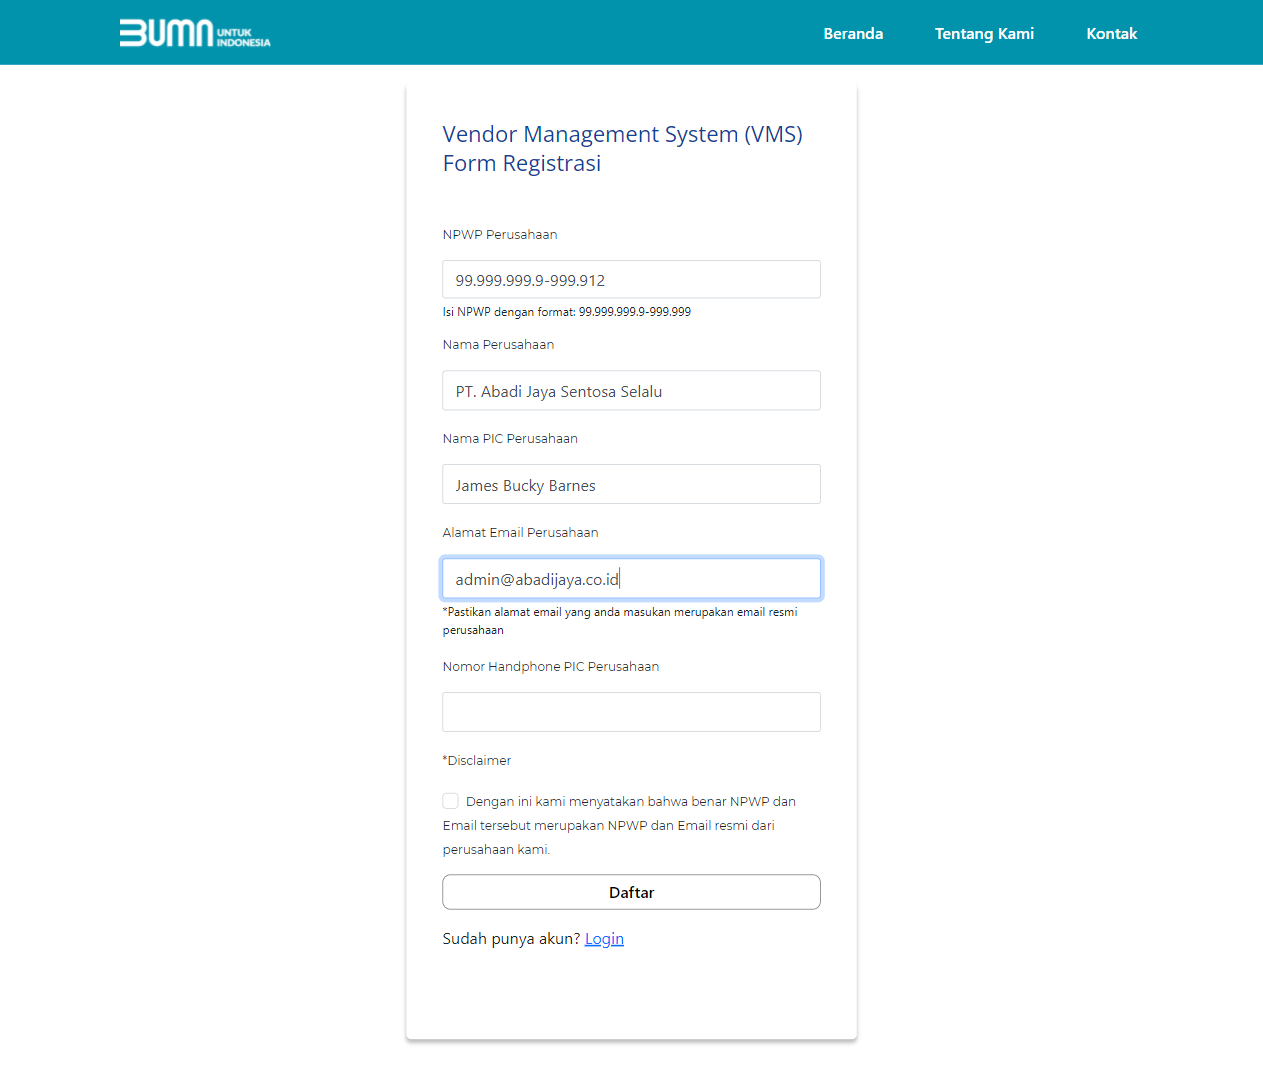 BUMN UNTUK INDONESIA
Beranda
Tentang Kami
Kontak
Vendor Management System (VMS)
Form Registrasi
NPWP Perusahaan
99.999.999.9-999.912
Isi NPWP dengan format: 99.999.999.9-999.999
Nama Perusahaan
PT. Abadi Jaya Sentosa Selalu
Nama PIC Perusahaan
James Bucky Barnes
Alamat Email Perusahaan
admin@abadijaya.co.id
*Pastikan alamat email yang anda masukan merupakan email resmi
perusahaan
Nomor Handphone PIC Perusahaan
*Disclaimer
Dengan ini kami menyatakan bahwa benar NPWP dan
Email tersebut merupakan NPWP dan Email resmi dari
perusahaan kami.
Daftar
Sudah punya akun? Login